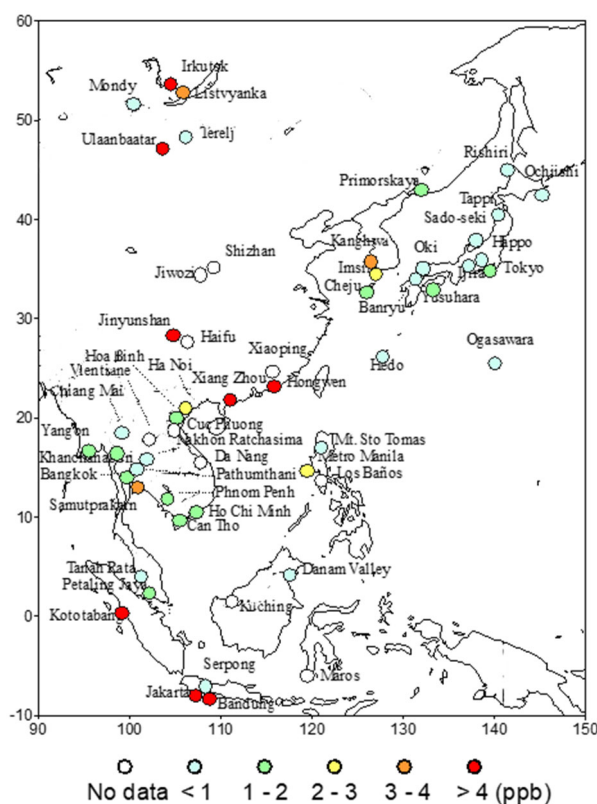 60
50
40
30
20
10
0
-10
Irkutsk
Mondy
Listvyanka
Ulaanbaatar
Terelj
Rishiri
Ochiishi
Primorskaya
Tappi
Sado-seki
Kanghwa
Shizhan
Oki
Happo
Imsil
Jiwozi
Ijira
Tokyo
Cheju
Banryu
Yusuhara
Jinyunshan
Haifu
Ogasawara
Xiaoping
Hoa Binh
Ha Noi
Hedo
Vientiane
Xiang Zhou
Hongwen
Chiang Mai
Cuc Phuong
Yangon
Nakhon Ratchasima
Mt. Sto Tomas
Khanchanaburi
Da Nang
Metro Manila
Bangkok
Pathumthani
Los Baños
Phnom Penh
Samutprakarn
Ho Chi Minh
Can Tho
Tanah Rata
Danam Valley
Petaling Jaya
Kuching
Kototabang
Serpong
Maros
Jakarta
Bandung
90 100 110 120 130 140 150
No data < 1 1 - 2 2 - 3 3 - 4 > 4 (ppb)